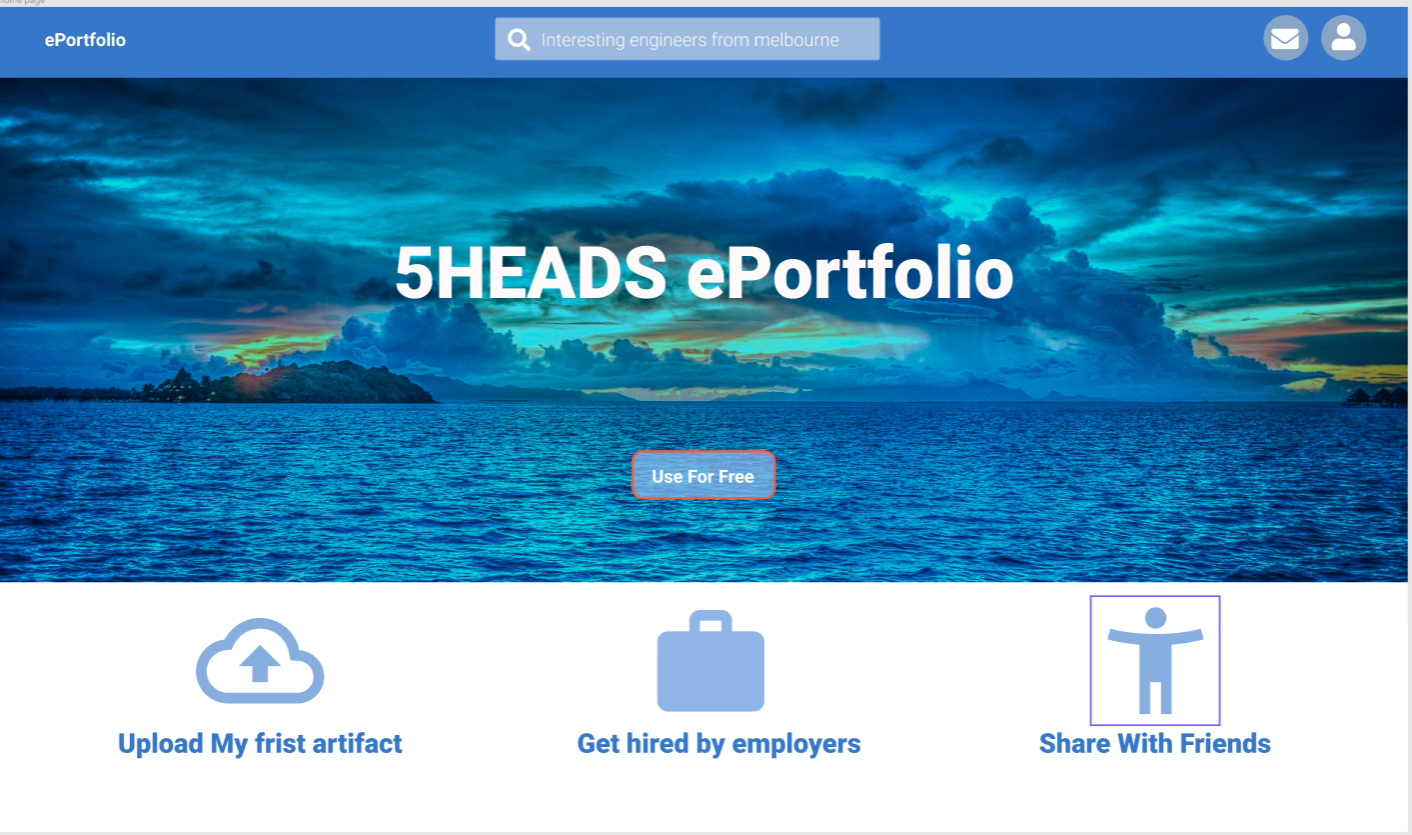 home page
ePortfolio
Interesting engineers from melbourne
5HEADS ePortfolio
Use For Free
Upload My frist artifact
Get hired by employers
Share With Friends